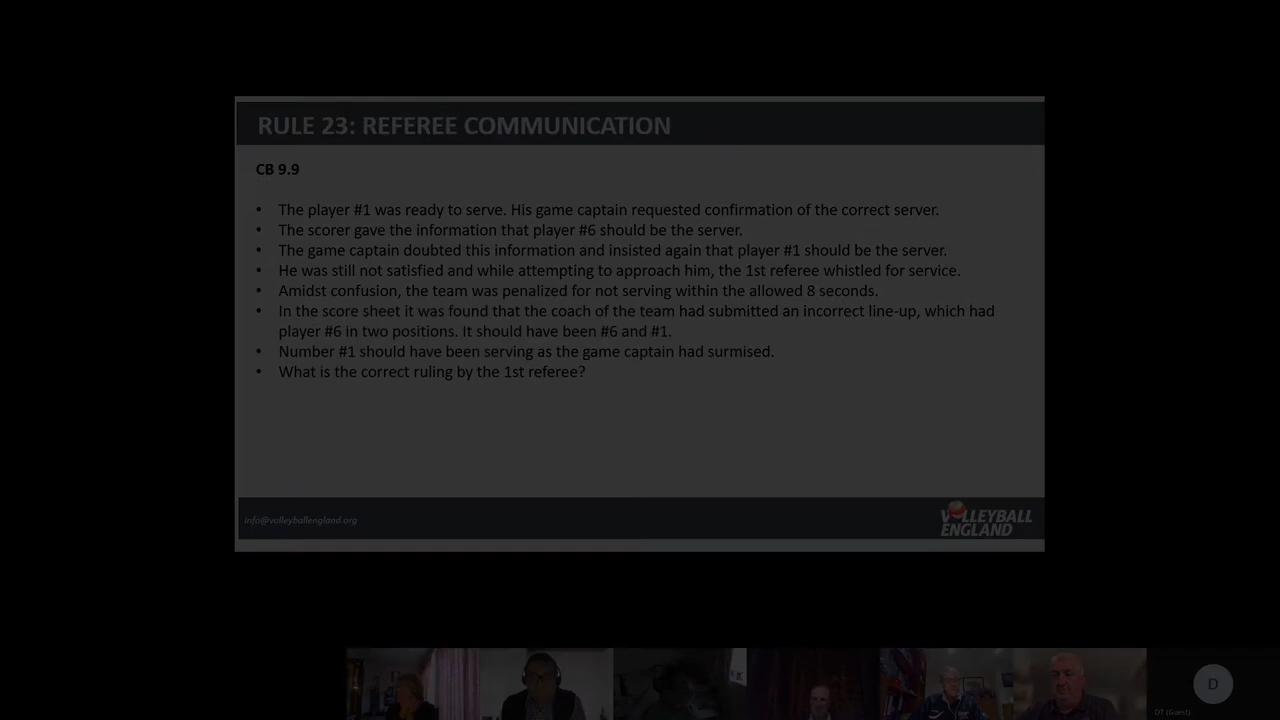 RULE 23: REFEREE COMMUNICATION
CB 9.9
• The player #1 was ready to serve. His game captain requested confirmation of the correct server.
• The scorer gave the information that player #6 should be the server.
• The game captain doubted this information and insisted again that player #1 should be the server.
• He was still not satisfied and while attempting to approach him, the 1st referee whistled for service.
• Amidst confusion, the team was penalized for not serving within the allowed 8 seconds.
• In the score sheet it was found that the coach of the team had submitted an incorrect line-up, which had
player #6 in two positions. It should have been #6 and #1.
• Number #1 should have been serving as the game captain had surmised.
• What is the correct ruling by the 1st referee?
info@volleyballengland.org
VOLLEYBALL
ENGLAND
D
DT (Guest)